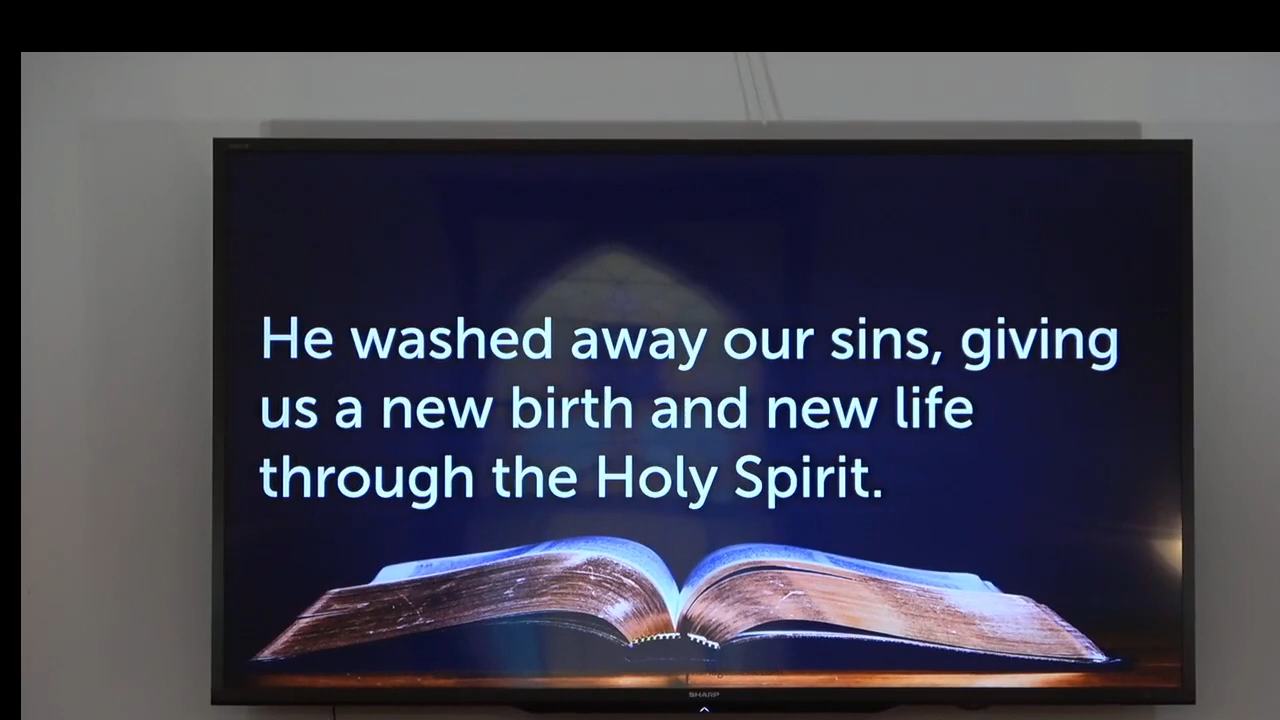 He washed away our sins, giving
us a new birth and new life
through the Holy Spirit.
SHARP